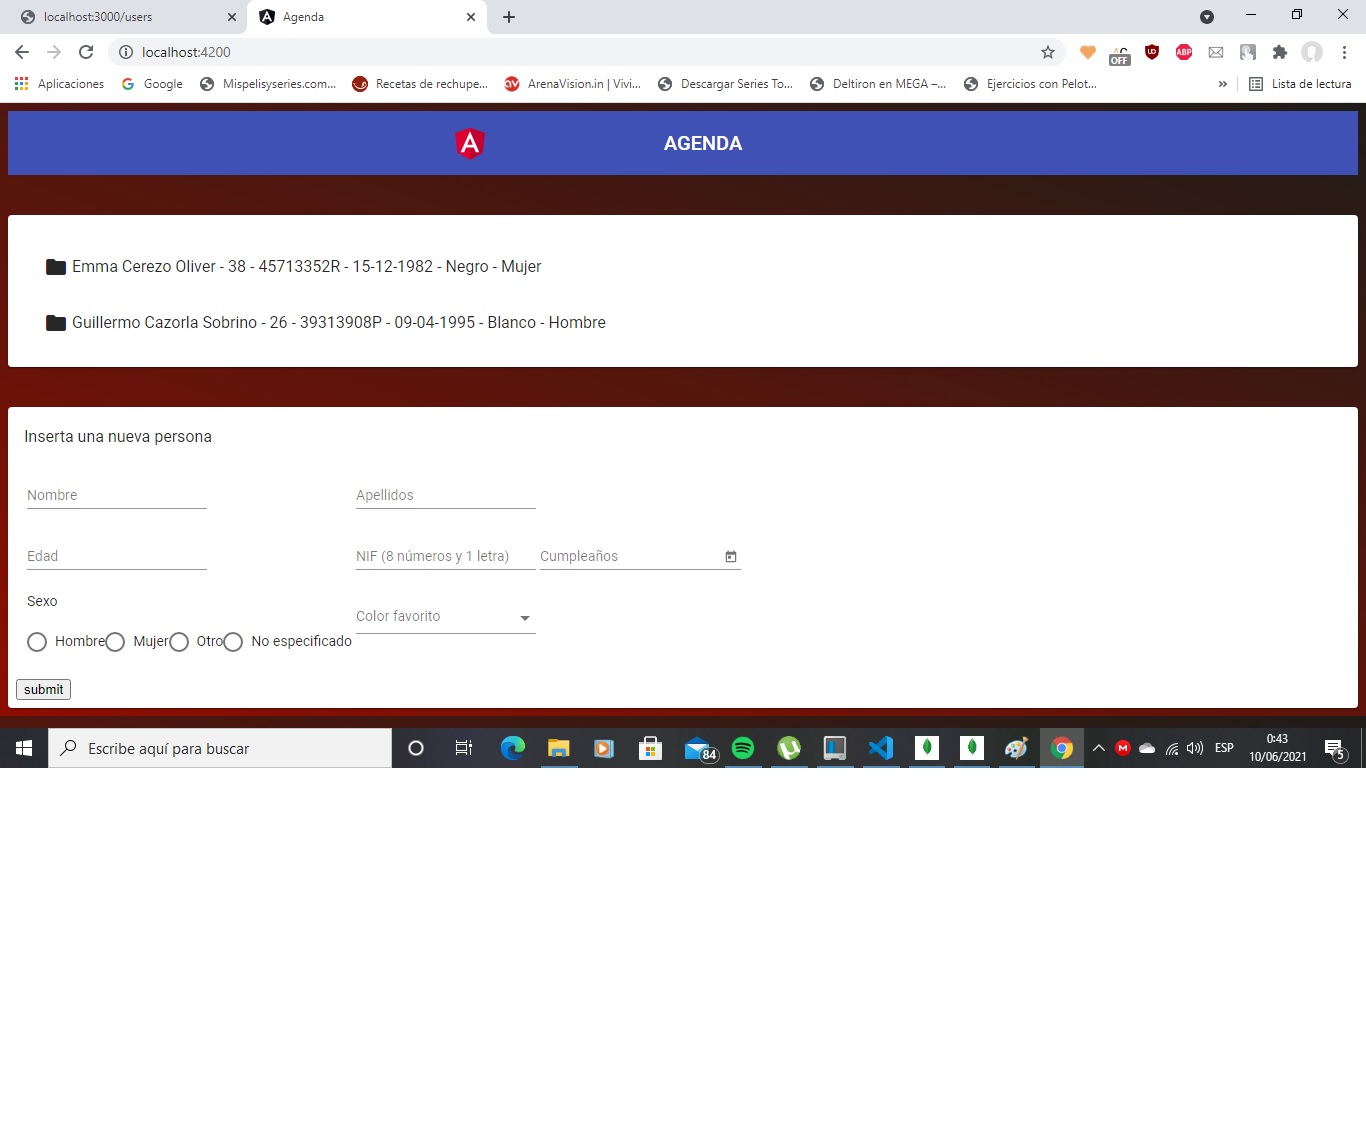 localhost:3000/users
Agenda
localhost:4200
OFF
ABP
Aplicaciones
Google
Mispelisyseries.com...
Recetas de rechupe...
ArenaVision.in | Vivi...
Descargar Series To...
Deltiron en MEGA –...
Ejercicios con Pelot...
»
Lista de lectura
AGENDA
Emma Cerezo Oliver - 38 - 45713352R - 15-12-1982 - Negro - Mujer
Guillermo Cazorla Sobrino - 26 - 39313908P - 09-04-1995 - Blanco - Hombre
Inserta una nueva persona
Nombre
Apellidos
Edad
NIF (8 números y 1 letra)
Cumpleaños
Sexo
Color favorito
Hombre
Mujer
Otro
No especificado
submit
Escribe aquí para buscar
84
ESP
0:43
10/06/2021
5